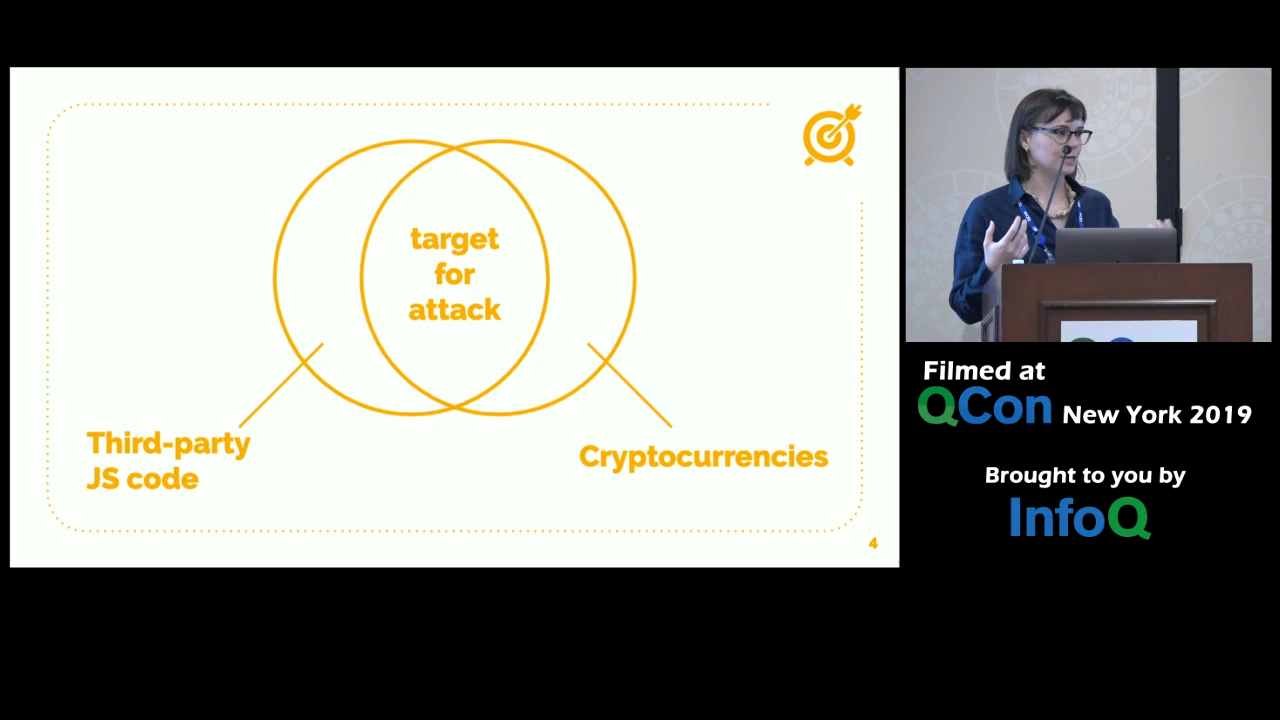 target
for
attack
Third-party
JS code
Cryptocurrencies
4
Filmed at
QCon New York 2019
Brought to you by
InfoQ